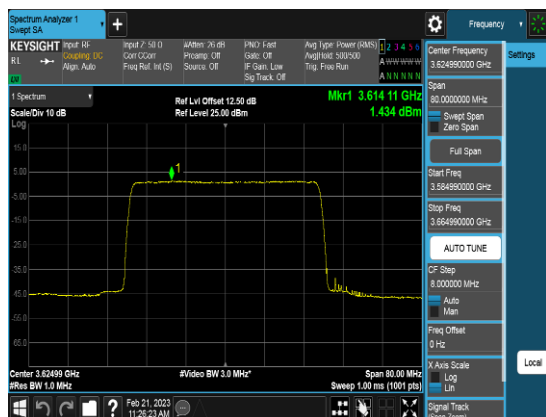 Spectrum Analyzer 1
Swept SA
+
Frequency
KEYSIGHT
RL
LV
Input: RF
Coupling: DC
Align: Auto
Input Z: 50 Ω
Corr CCorr
Freq Ref: Int (S)
#Atten: 26 dB
Preamp: Off
Source: Off
PNO: Fast
Gate: Off
IF Gain: Low
Sig Track: Off
Avg Type: Power (RMS)
Avg|Hold: 500/500
Trig: Free Run
1 2 3 4 5 6
A W W W W W
A N N N N N
1 Spectrum
Scale/Div 10 dB
Log
Ref Lvl Offset 12.50 dB
Ref Level 25.00 dBm
Mkr1 3.614 11 GHz
1.434 dBm
1
15.0
5.00
-5.00
-15.0
-25.0
-35.0
-45.0
-55.0
-65.0
Center 3.62499 GHz
#Res BW 1.0 MHz
#Video BW 3.0 MHz*
Span 80.00 MHz
Sweep 1.00 ms (1001 pts)
Center Frequency
3.624990000 GHz
Span
80.0000000 MHz
Swept Span
Zero Span
Full Span
Start Freq
3.584990000 GHz
Stop Freq
3.664990000 GHz
AUTO TUNE
CF Step
8.000000 MHz
Auto
Man
Freq Offset
0 Hz
X Axis Scale
Log
Lin
Signal Track
(Span Zoom)
Settings
Local
?
Feb 21, 2023
11:26:23 AM